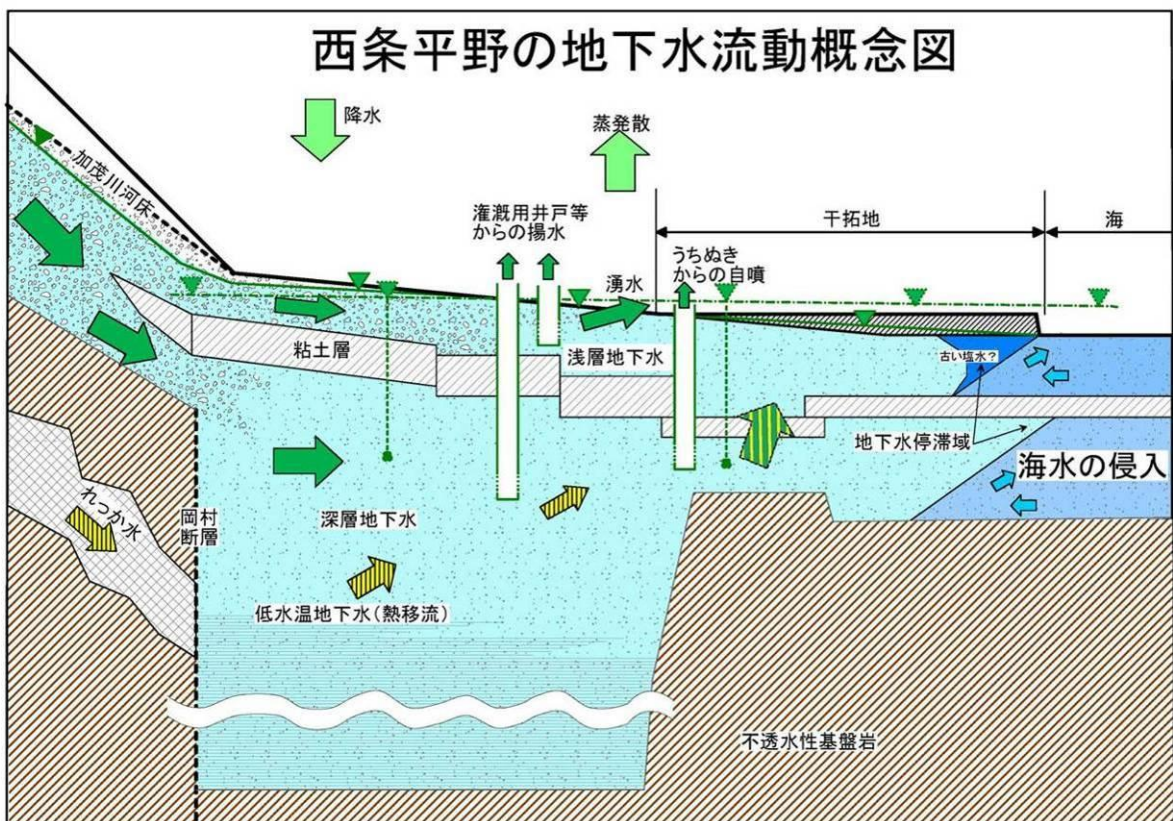 西条平野の地下水流動概念図
降水
蒸発散
加茂川河床
灌漑用井戸等
からの揚水
干拓地
海
うちぬき
からの自噴
湧水
粘土層
浅層地下水
古い塩水?
地下水停滞域
海水の侵入
れっか水
岡村
断層
深層地下水
低水温地下水(熱移流)
不透水性基盤岩